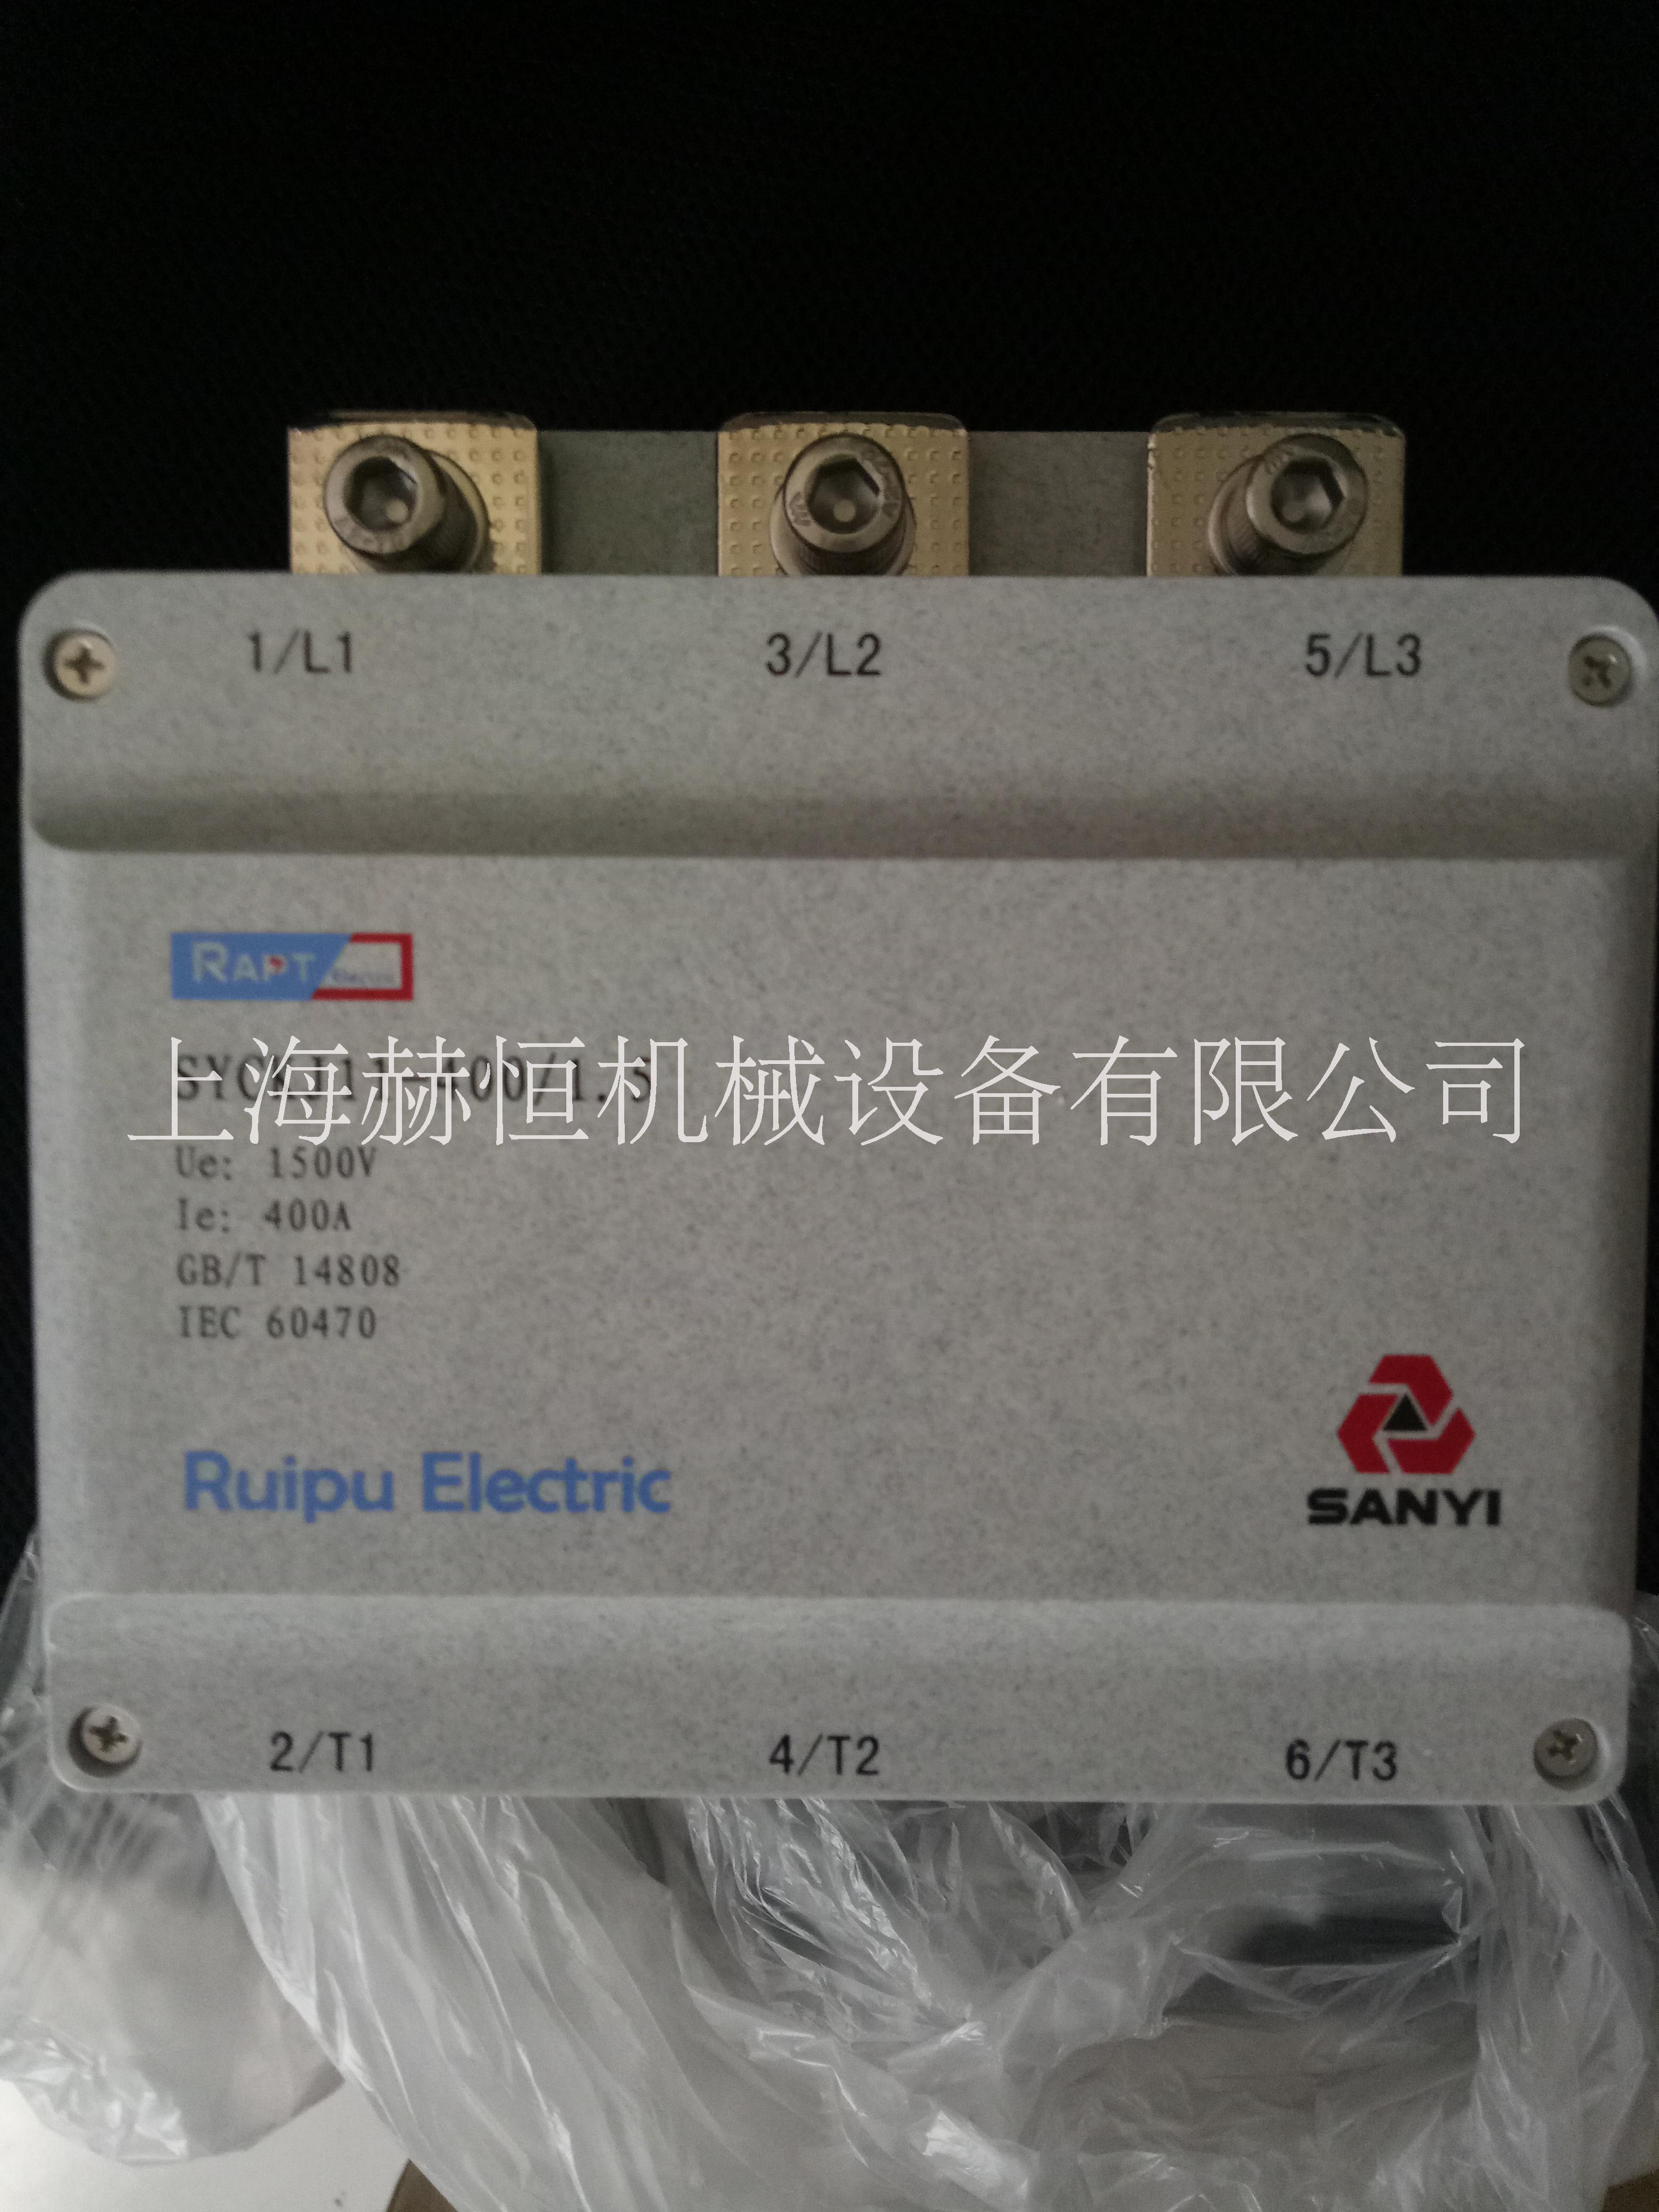 1/L1 3/L2 5/L3
RAPT
上海赫恒机械设备有限公司
Ue: 1500V
Ie: 400A
GB/T 14808
IEC 60470
Ruipu Electric
SANYI
2/T1 4/T2 6/T3